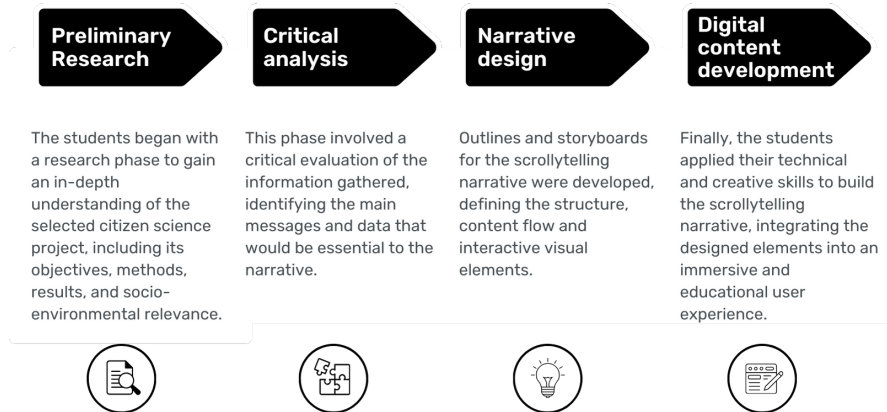 Preliminary
Research
The students began with
a research phase to gain
an in-depth
understanding of the
selected citizen science
project, including its
objectives, methods,
results, and socio-
environmental relevance.
Critical
analysis
This phase involved a
critical evaluation of the
information gathered,
identifying the main
messages and data that
would be essential to the
narrative.
Narrative
design
Outlines and storyboards
for the scrollytelling
narrative were developed,
defining the structure,
content flow and
interactive visual
elements.
Digital
content
development
Finally, the students
applied their technical
and creative skills to build
the scrollytelling
narrative, integrating the
designed elements into an
immersive and
educational user
experience.